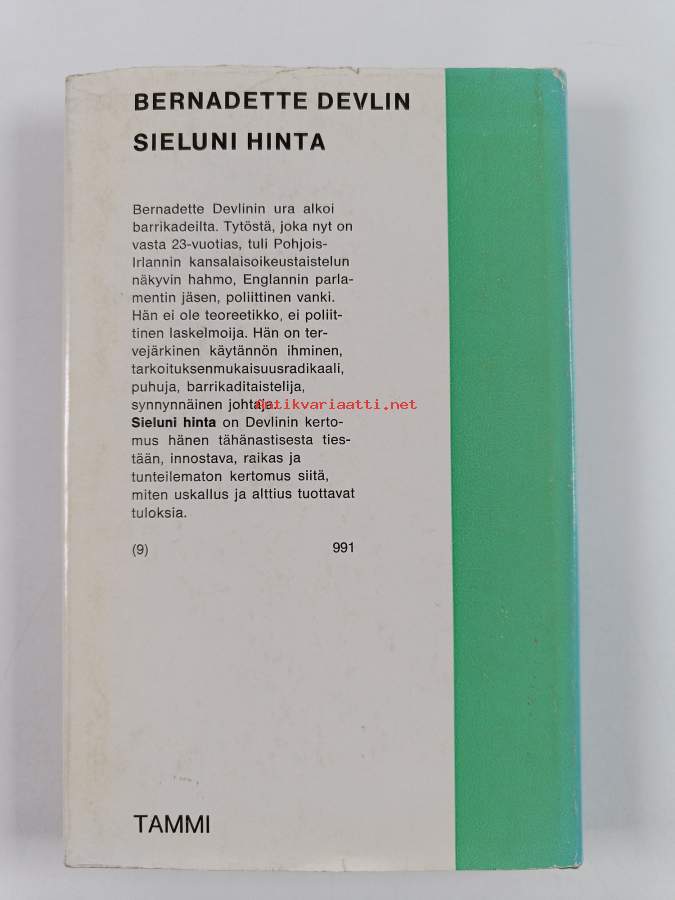 BERNADETTE DEVLIN
SIELUNI HINTA
Bernadette Devlinin ura alkoi
barrikadeilta. Tytöstä, joka nyt on
vasta 23-vuotias, tuli Pohjois-
Irlannin kansalaisoikeustaistelun
näkyvin hahmo, Englannin parla-
mentin jäsen, poliittinen vanki.
Hän ei ole teoreetikko, ei poliit-
tinen laskelmoija. Hän on ter-
vejärkinen käytännön ihminen,
tarkoituksenmukaisuusradikaali,
puhuja, barrikaditaistelija,
synnynnäinen johtaja.
Antikvariaatti.net
Sieluni hinta on Devlinin kerto-
mus hänen tähänastisesta ties-
tään, innostava, raikas ja
tunteilematon kertomus siitä,
miten uskallus ja alttius tuottavat
tuloksia.
(9) 991
TAMMI